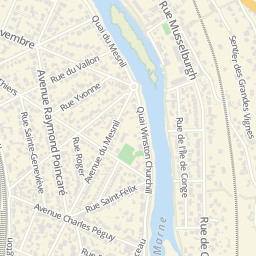 Quai du Mesnil
Rue Musselburgh
Sentier des Grandes Vignes
Rue du Vallon
Rue Yvonne
Avenue Raymond Poincaré
Rue Sainte-Geneviève
Rue Roger
Avenue du Mesnil
Quai Winston Churchill
Rue de l'Île de Conge
Rue Saint-Félix
Avenue Charles Péguy
Marne